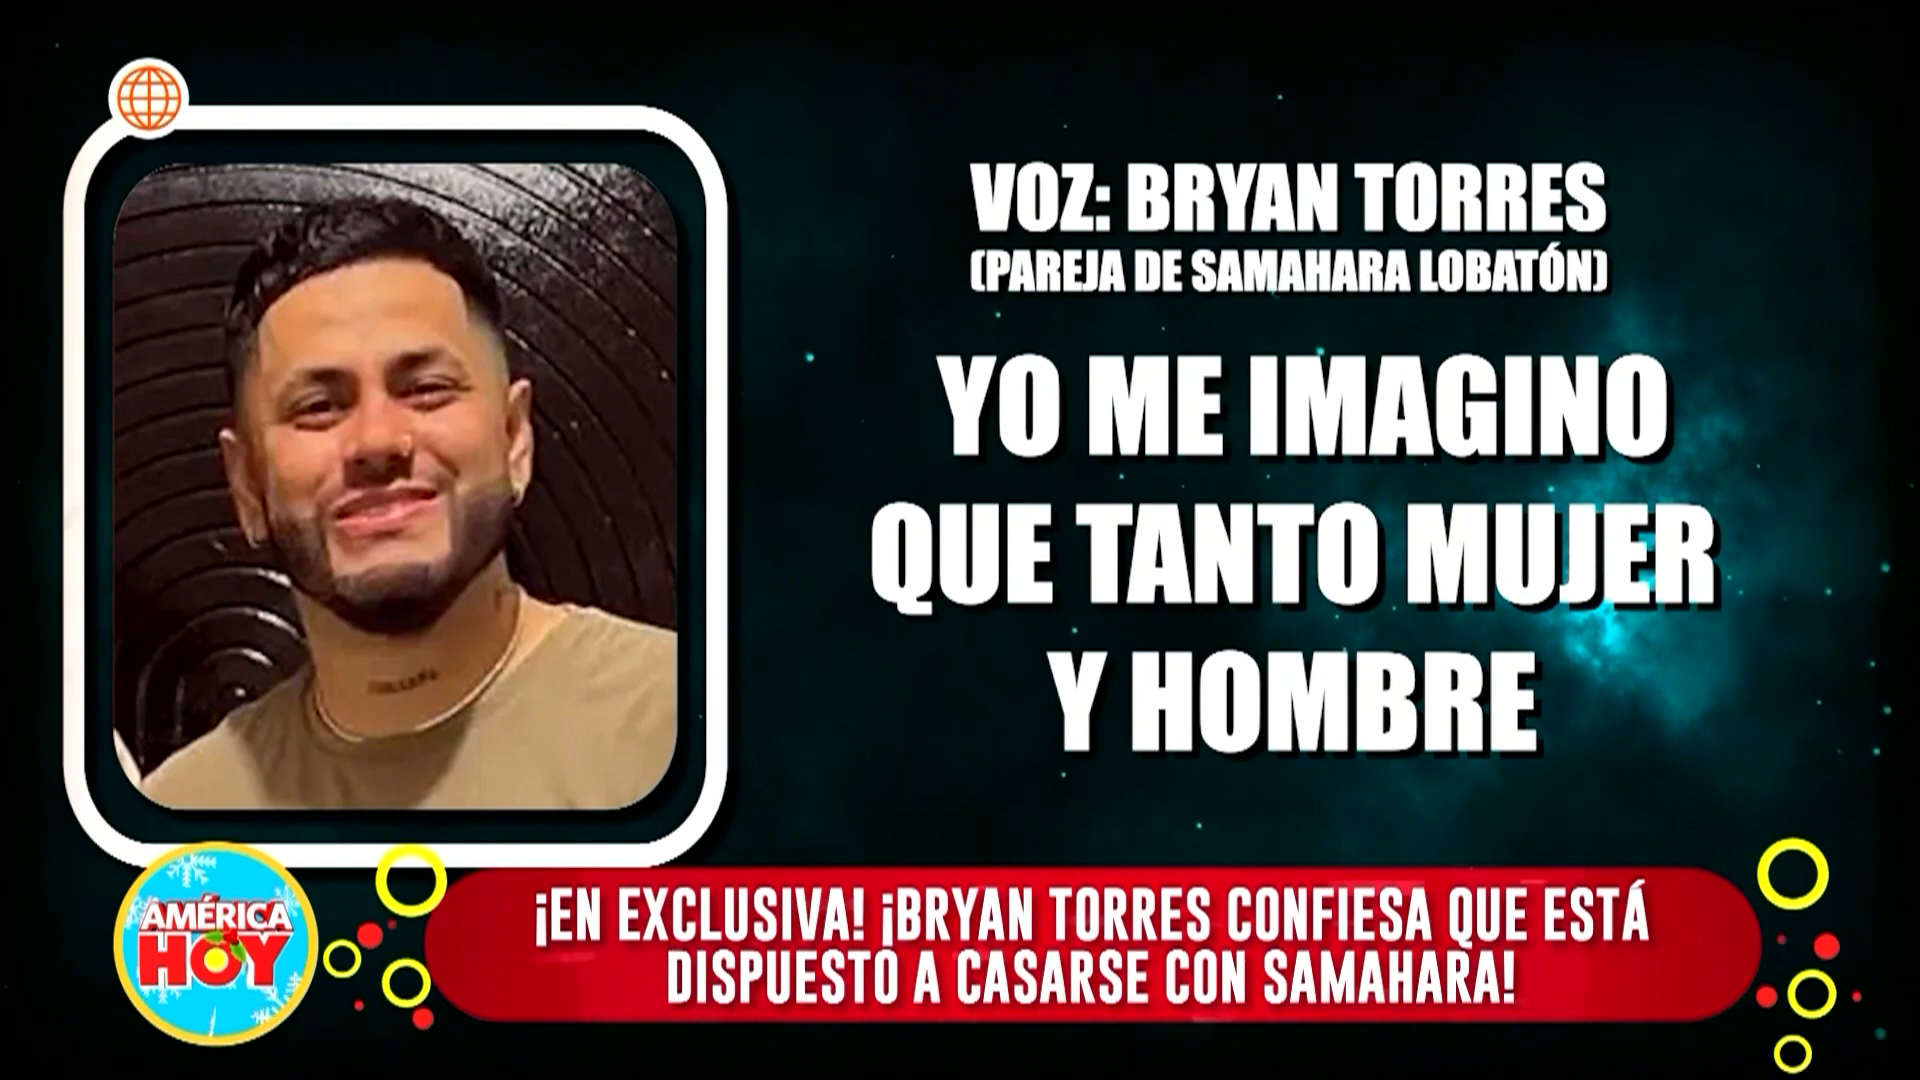 VOZ: BRYAN TORRES
(PAREJA DE SAMAHARA LOBATÓN)
YO ME IMAGINO
QUE TANTO MUJER
Y HOMBRE
¡EN EXCLUSIVA! ¡BRYAN TORRES CONFIESA QUE ESTÁ
DISPUESTO A CASARSE CON SAMAHARA!
AMÉRICA
HOY